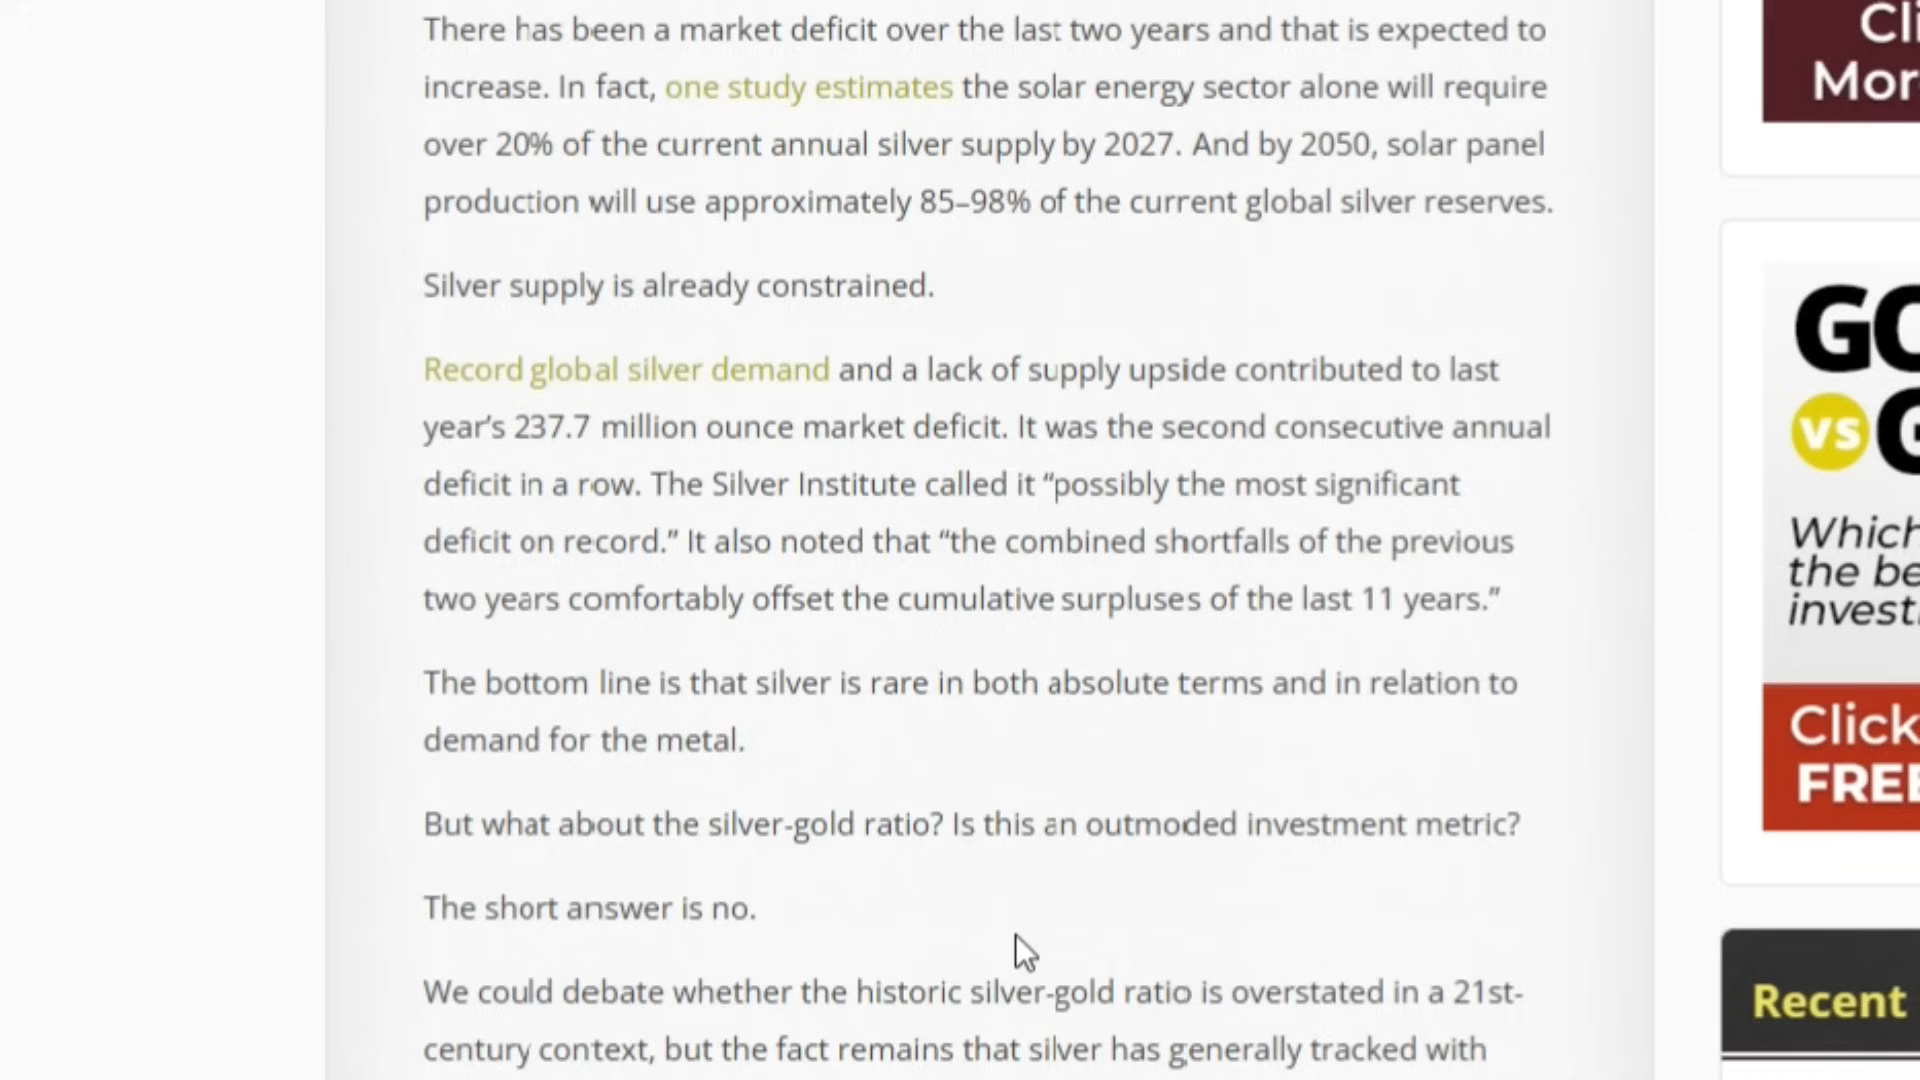 There has been a market deficit over the last two years and that is expected to
increase. In fact, one study estimates the solar energy sector alone will require
over 20% of the current annual silver supply by 2027. And by 2050, solar panel
production will use approximately 85–98% of the current global silver reserves.
Silver supply is already constrained.
Record global silver demand and a lack of supply upside contributed to last
year’s 237.7 million ounce market deficit. It was the second consecutive annual
deficit in a row. The Silver Institute called it “possibly the most significant
deficit on record.” It also noted that “the combined shortfalls of the previous
two years comfortably offset the cumulative surpluses of the last 11 years.”
The bottom line is that silver is rare in both absolute terms and in relation to
demand for the metal.
But what about the silver-gold ratio? Is this an outmoded investment metric?
The short answer is no.
We could debate whether the historic silver-gold ratio is overstated in a 21st-
century context, but the fact remains that silver has generally tracked with
Cli
Mor
GO
VS G
Which
the be
invest
Click
FREE
Recent